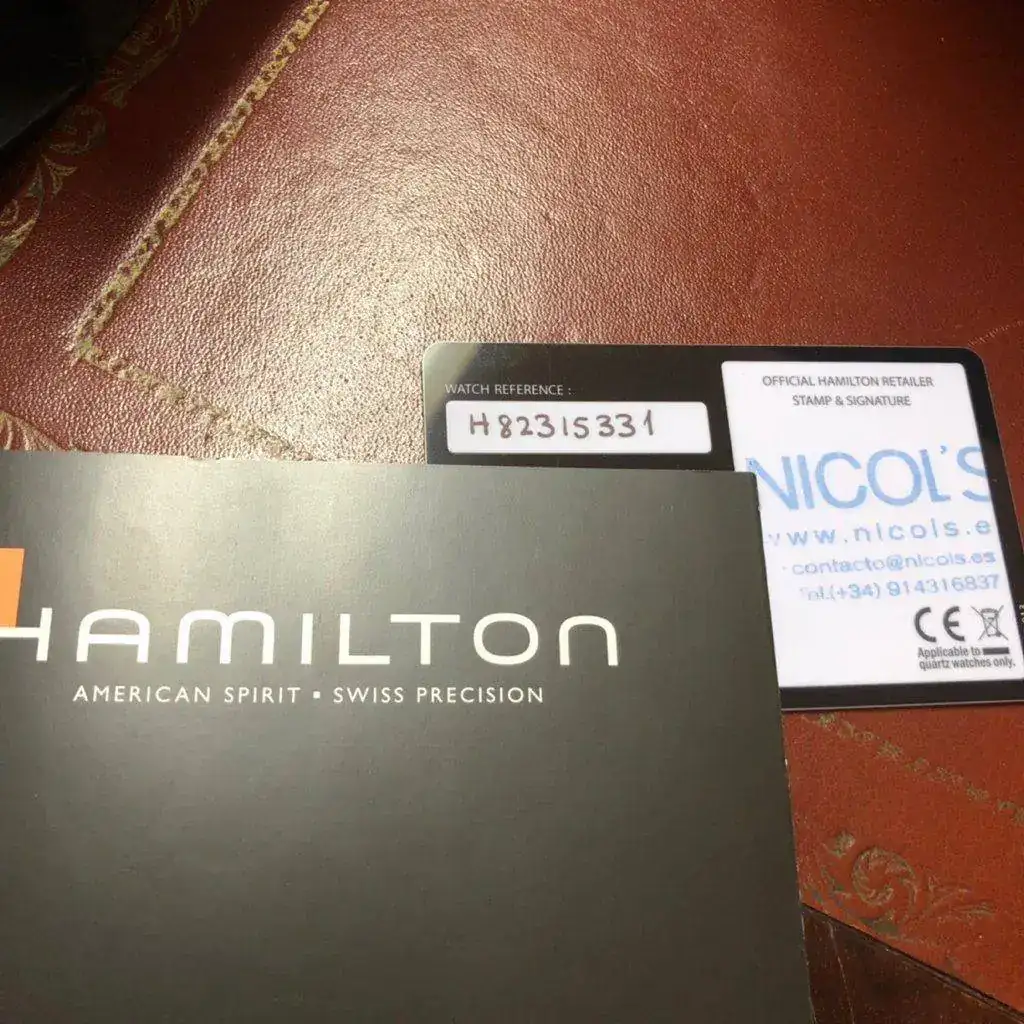 WATCH REFERENCE :
H82315331
OFFICIAL HAMILTON RETAILER
STAMP & SIGNATURE
NICOL'S
www.nicols.e
contacto@nicols.es
Tel.(+34) 914316837
CE
Applicable to
quartz watches only.
HAMILTON
AMERICAN SPIRIT ▪ SWISS PRECISION